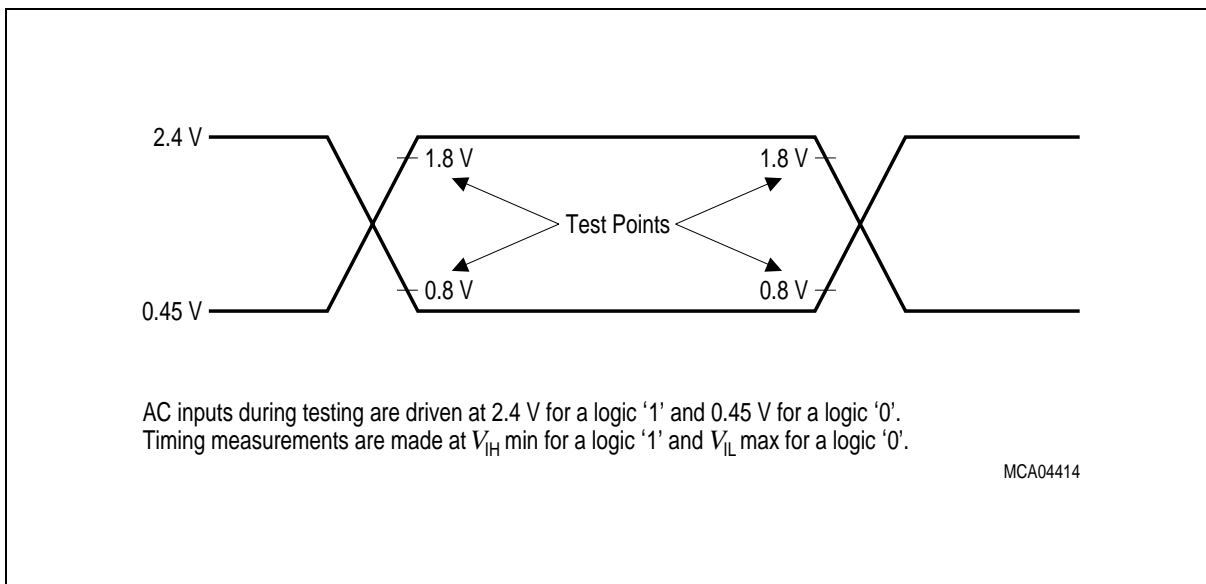 2.4 V
1.8 V
1.8 V
Test Points
0.8 V
0.8 V
0.45 V
AC inputs during testing are driven at 2.4 V for a logic ‘1’ and 0.45 V for a logic ‘0’.
Timing measurements are made at VIH min for a logic ‘1’ and VIL max for a logic ‘0’.
MCA04414